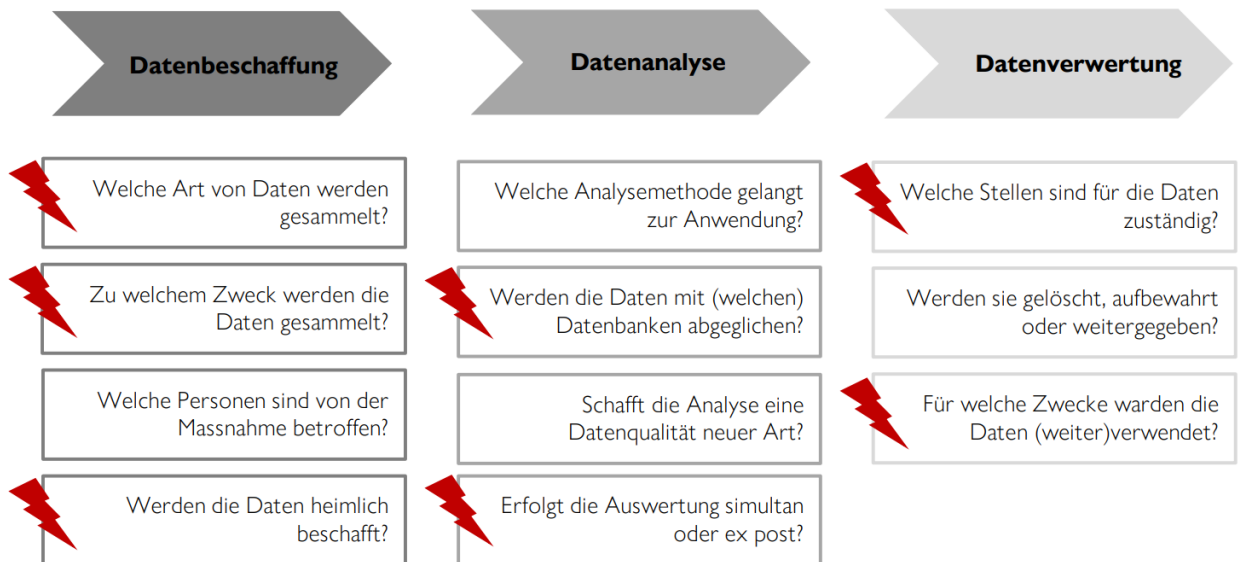 Datenbeschaffung
Welche Art von Daten werden
gesammelt?
Zu welchem Zweck werden die
Daten gesammelt?
Welche Personen sind von der
Massnahme betroffen?
Werden die Daten heimlich
beschafft?
Datenanalyse
Welche Analysemethode gelangt
zur Anwendung?
Werden die Daten mit (welchen)
Datenbanken abgeglichen?
Schafft die Analyse eine
Datenqualität neuer Art?
Erfolgt die Auswertung simultan
oder ex post?
Datenverwertung
Welche Stellen sind für die Daten
zuständig?
Werden sie gelöscht, aufbewahrt
oder weitergegeben?
Für welche Zwecke warden die
Daten (weiter)verwendet?